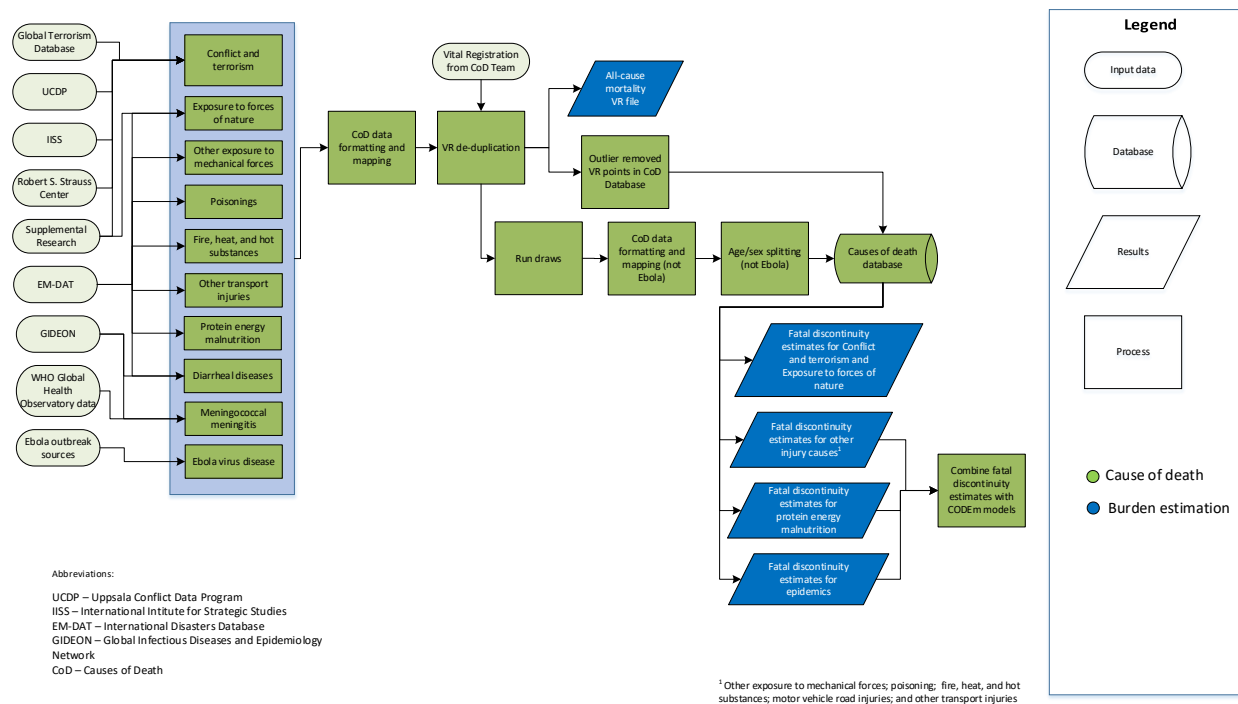 Global Terrorism
Database
UCDP
IISS
Robert S. Strauss
Center
Supplemental
Research
EM-DAT
GIDEON
WHO Global
Health
Observatory data
Ebola outbreak
sources
Conflict and
terrorism
Exposure to forces
of nature
Other exposure to
mechanical forces
Poisonings
Fire, heat, and hot
substances
Other transport
injuries
Protein energy
malnutrition
Diarrheal diseases
Meningococcal
meningitis
Ebola virus disease
CoD data
formatting and
mapping
Vital Registration
from CoD Team
VR de-duplication
All-cause
mortality
VR file
Outlier removed
VR points in CoD
Database
Run draws
CoD data
formatting and
mapping (not
Ebola)
Age/sex splitting
(not Ebola)
Causes of death
database
Fatal discontinuity
estimates for Conflict
and terrorism and
Exposure to forces of
nature
Fatal discontinuity
estimates for other
injury causes¹
Fatal discontinuity
estimates for
protein energy
malnutrition
Fatal discontinuity
estimates for
epidemics
Combine fatal
discontinuity
estimates with
CODEm models
Legend
Input data
Database
Results
Process
Cause of death
Burden estimation
Abbreviations:
UCDP – Uppsala Conflict Data Program
IISS – International Intitute for Strategic Studies
EM-DAT – International Disasters Database
GIDEON – Global Infectious Diseases and Epidemiology
Network
CoD – Causes of Death
¹ Other exposure to mechanical forces; poisoning; fire, heat, and hot
substances; motor vehicle road injuries; and other transport injuries